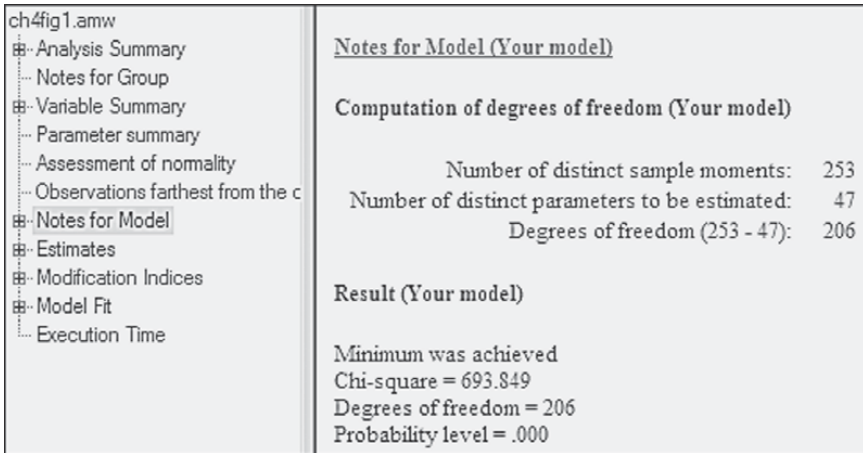 ch4fig1.amw
Analysis Summary
Notes for Group
Variable Summary
Parameter summary
Assessment of normality
Observations farthest from the c
Notes for Model
Estimates
Modification Indices
Model Fit
Execution Time
Notes for Model (Your model)
Computation of degrees of freedom (Your model)
Number of distinct sample moments: 253
Number of distinct parameters to be estimated: 47
Degrees of freedom (253 - 47): 206
Result (Your model)
Minimum was achieved
Chi-square = 693.849
Degrees of freedom = 206
Probability level = .000